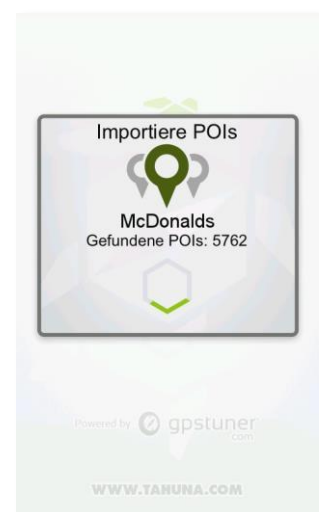 Importiere POIs
McDonalds
Gefundene POIs: 5762
Powered by gpstuner
.com
WWW.TAHUNA.COM